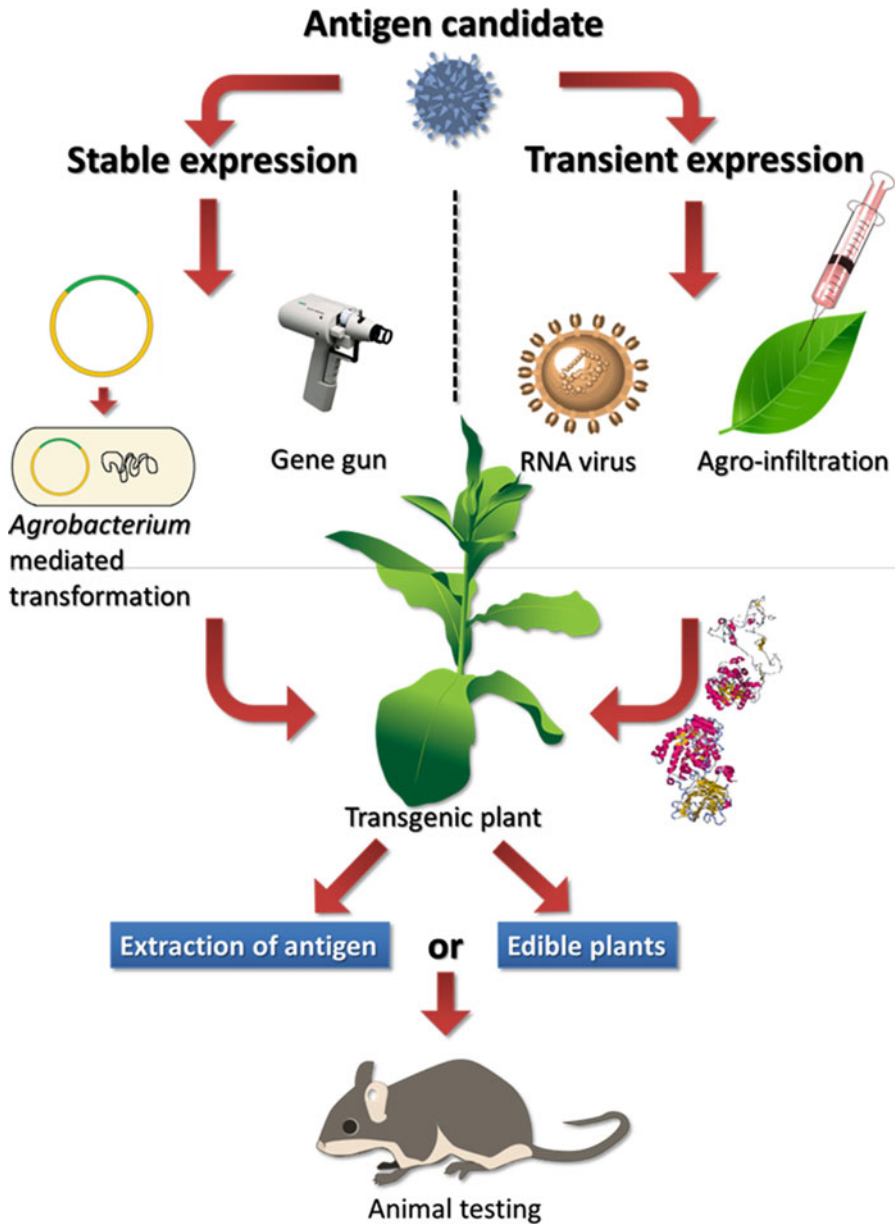 Antigen candidate
Stable expression
Transient expression
Gene gun
RNA virus
Agro-infiltration
Agrobacterium
mediated
transformation
Transgenic plant
Extraction of antigen
or
Edible plants
Animal testing